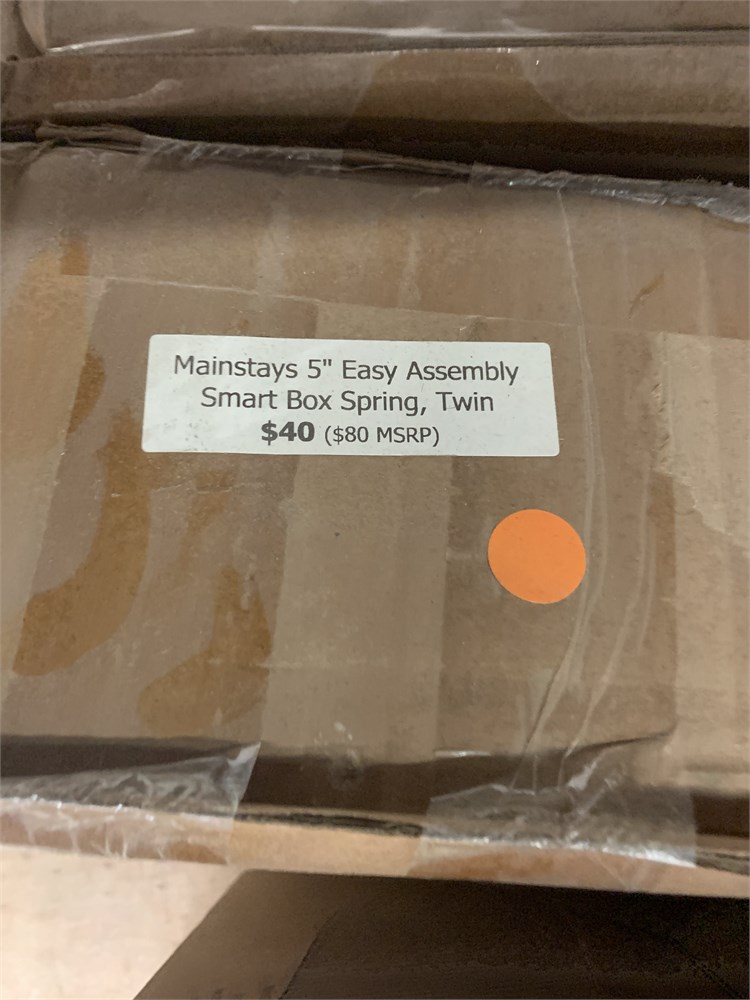 Mainstays 5" Easy Assembly
Smart Box Spring, Twin
$40 ($80 MSRP)